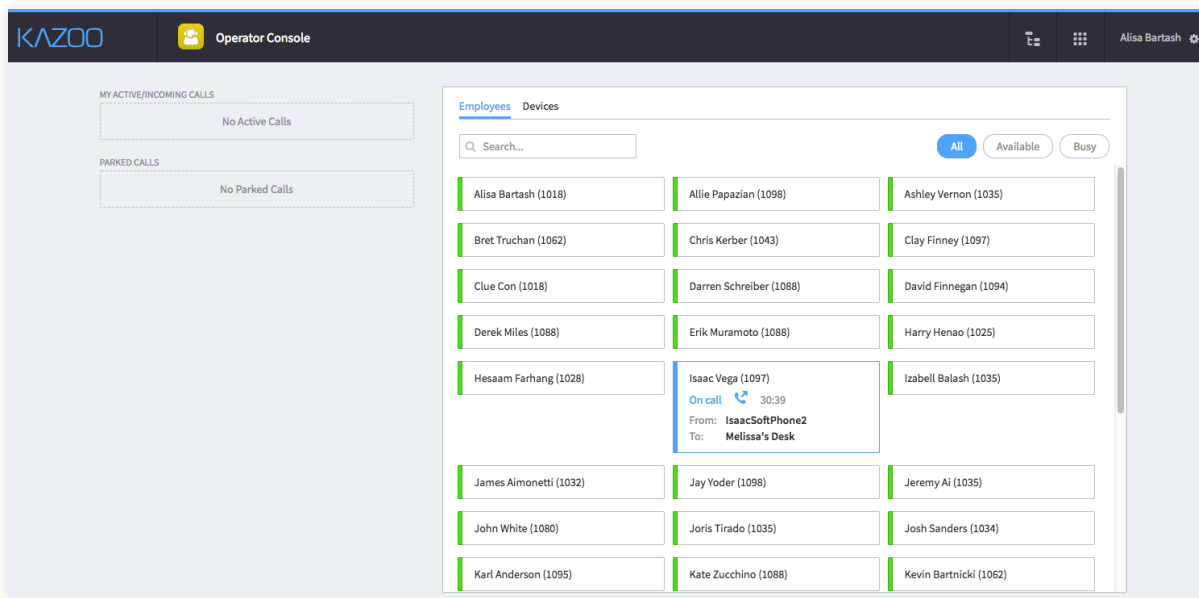 KAZOO
Operator Console
Alisa Bartash
MY ACTIVE/INCOMING CALLS
No Active Calls
PARKED CALLS
No Parked Calls
Employees Devices
Search...
All Available Busy
Alisa Bartash (1018) Allie Papazian (1098) Ashley Vernon (1035)
Bret Truchan (1062) Chris Kerber (1043) Clay Finney (1097)
Clue Con (1018) Darren Schreiber (1088) David Finnegan (1094)
Derek Miles (1088) Erik Muramoto (1088) Harry Henao (1025)
Hesaam Farhang (1028) Isaac Vega (1097) Izabell Balash (1035)
On call 30:39
From: IsaacSoftPhone2
To: Melissa's Desk
James Aimonetti (1032) Jay Yoder (1098) Jeremy Ai (1035)
John White (1080) Joris Tirado (1035) Josh Sanders (1034)
Karl Anderson (1095) Kate Zucchino (1088) Kevin Bartnicki (1062)